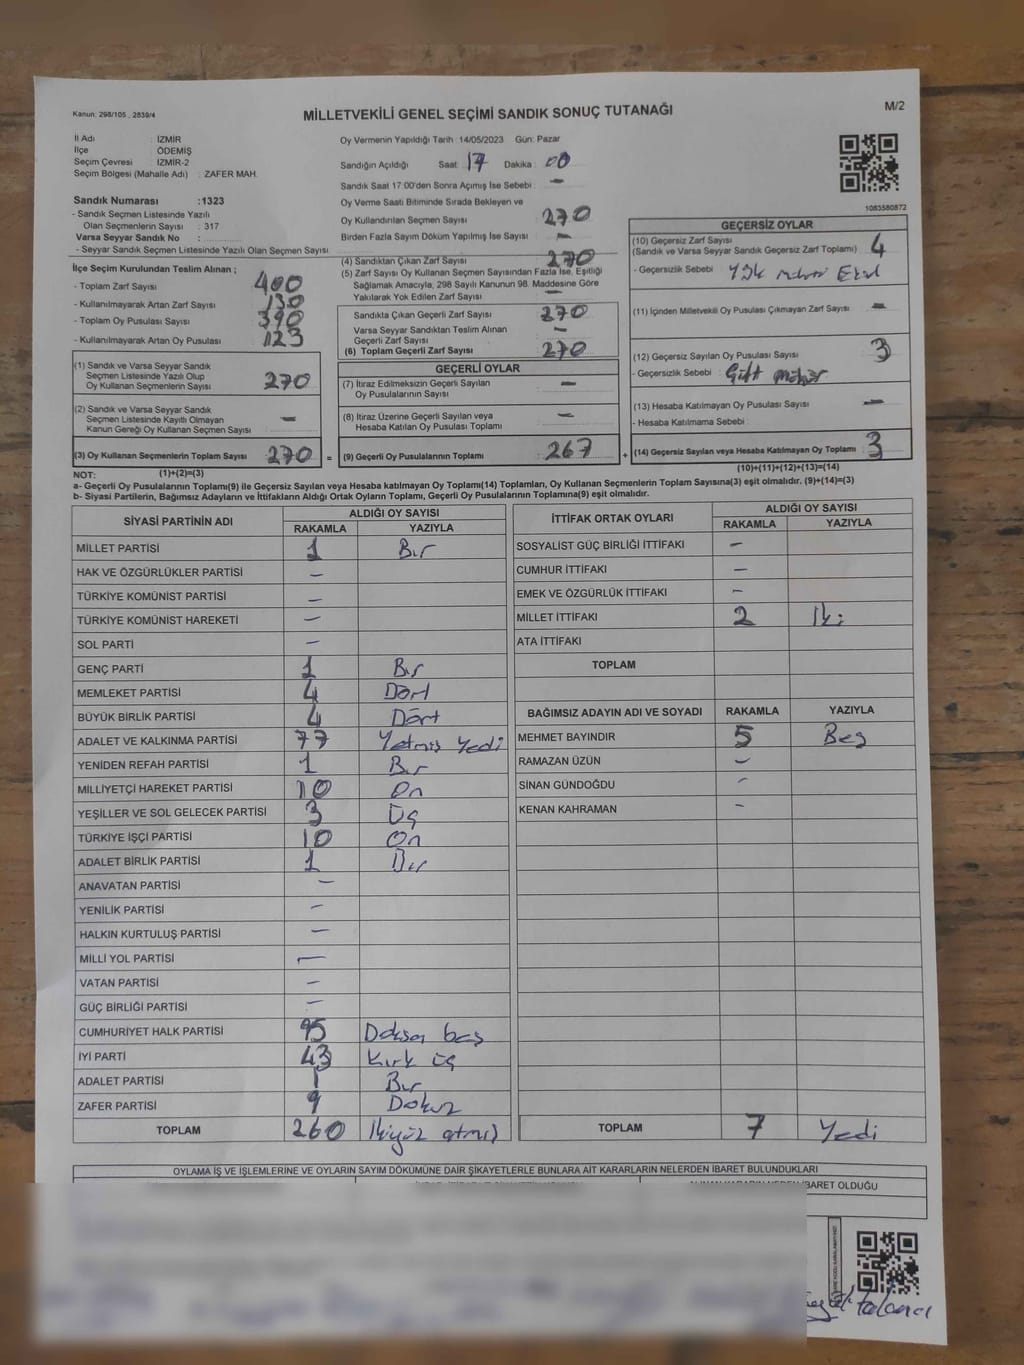 Kanun: 298/105 , 2839/4
MİLLETVEKİLİ GENEL SEÇİMİ SANDIK SONUÇ TUTANAĞI
M/2
İl Adı : İZMİR
İlçe : ÖDEMİŞ
Seçim Çevresi : İZMİR-2
Seçim Bölgesi (Mahalle Adı) : ZAFER MAH.
Sandık Numarası :1323
- Sandık Seçmen Listesinde Yazılı
Olan Seçmenlerin Sayısı : 317
Varsa Seyyar Sandık No :
- Seyyar Sandık Seçmen Listesinde Yazılı Olan Seçmen Sayısı
İlçe Seçim Kurulundan Teslim Alınan ;
- Toplam Zarf Sayısı : 400
- Kullanılmayarak Artan Zarf Sayısı : 130
- Toplam Oy Pusulası Sayısı : 390
- Kullanılmayarak Artan Oy Pusulası : 123
(1) Sandık ve Varsa Seyyar Sandık
Seçmen Listesinde Yazılı Olup
Oy Kullanan Seçmenlerin Sayısı : 270
(2) Sandık ve Varsa Seyyar Sandık
Seçmen Listesinde Kayıtlı Olmayan
Kanun Gereği Oy Kullanan Seçmen Sayısı : —
(3) Oy Kullanan Seçmenlerin Toplam Sayısı : 270 =
Oy Vermenin Yapıldığı Tarih :14/05/2023 Gün: Pazar
Sandığın Açıldığı Saat: 17 Dakika : 00
Sandık Saat 17:00'den Sonra Açımış İse Sebebi : —
Oy Verme Saati Bitiminde Sırada Bekleyen ve
Oy Kullandırılan Seçmen Sayısı : 270
Birden Fazla Sayım Döküm Yapılmış İse Sayısı : —
(4) Sandıktan Çıkan Zarf Sayısı : 270
(5) Zarf Sayısı Oy Kullanan Seçmen Sayısından Fazla İse, Eşitliği
Sağlamak Amacıyla, 298 Sayılı Kanunun 98. Maddesine Göre
Yakılarak Yok Edilen Zarf Sayısı : —
Sandıkta Çıkan Geçerli Zarf Sayısı : 270
Varsa Seyyar Sandıktan Teslim Alınan
Geçerli Zarf Sayısı : —
(6) Toplam Geçerli Zarf Sayısı : 270
GEÇERLİ OYLAR
(7) İtiraz Edilmeksizin Geçerli Sayılan
Oy Pusulalarının Sayısı : —
(8) İtiraz Üzerine Geçerli Sayılan veya
Hesaba Katılan Oy Pusulası Toplamı : —
(9) Geçerli Oy Pusulalarının Toplamı : 267 +
1083580872
GEÇERSİZ OYLAR
(10) Geçersiz Zarf Sayısı : 4
(Sandık ve Varsa Seyyar Sandık Geçersiz Zarf Toplamı)
- Geçersizlik Sebebi :
(11) İçinden Milletvekili Oy Pusulası Çıkmayan Zarf Sayısı : —
(12) Geçersiz Sayılan Oy Pusulası Sayısı : 3
- Geçersizlik Sebebi : Çift mühür
(13) Hesaba Katılmayan Oy Pusulası Sayısı : —
- Hesaba Katılmama Sebebi :
(14) Geçersiz Sayılan veya Hesaba Katılmayan Oy Toplamı : 3
NOT: (1)+(2)=(3)
(10)+(11)+(12)+(13)=(14)
a- Geçerli Oy Pusulaları Toplamı(9) ile Geçersiz Sayılan veya Hesaba katılmayan Oy Toplamı(14) Toplamları, Oy Kullanan Seçmenlerin Toplam Sayısına(3) eşit olmalıdır. (9)+(14)=(3)
b- Siyasi Partilerin, Bağımsız Adayların ve İttifakların Aldığı Ortak Oyların Toplamı, Geçerli Oy Pusulalarının Toplamına(9) eşit olmalıdır.
SİYASİ PARTİNİN ADI ALDIĞI OY SAYISI
RAKAMLA YAZIYLA
MİLLET PARTİSİ 1 Bir
HAK VE ÖZGÜRLÜKLER PARTİSİ —
TÜRKİYE KOMÜNİST PARTİSİ —
TÜRKİYE KOMÜNİST HAREKETİ —
SOL PARTİ —
GENÇ PARTİ 1 Bir
MEMLEKET PARTİSİ 4 Dört
BÜYÜK BİRLİK PARTİSİ 4 Dört
ADALET VE KALKINMA PARTİSİ 77 Yetmiş Yedi
YENİDEN REFAH PARTİSİ 1 Bir
MİLLİYETÇİ HAREKET PARTİSİ 10 On
YEŞİLLER VE SOL GELECEK PARTİSİ 3 Üç
TÜRKİYE İŞÇİ PARTİSİ 10 On
ADALET BİRLİK PARTİSİ 1 Bir
ANAVATAN PARTİSİ —
YENİLİK PARTİSİ —
HALKIN KURTULUŞ PARTİSİ —
MİLLİ YOL PARTİSİ —
VATAN PARTİSİ —
GÜÇ BİRLİĞİ PARTİSİ —
CUMHURİYET HALK PARTİSİ 95 Doksan beş
İYİ PARTİ 43 Kırk üç
ADALET PARTİSİ 1 Bir
ZAFER PARTİSİ 9 Dokuz
TOPLAM 260 İkiyüz atmış
İTTİFAK ORTAK OYLARI ALDIĞI OY SAYISI
RAKAMLA YAZIYLA
SOSYALİST GÜÇ BİRLİĞİ İTTİFAKI —
CUMHUR İTTİFAKI —
EMEK VE ÖZGÜRLÜK İTTİFAKI —
MİLLET İTTİFAKI 2 İki
ATA İTTİFAKI
TOPLAM
BAĞIMSIZ ADAYIN ADI VE SOYADI RAKAMLA YAZIYLA
MEHMET BAYINDIR 5 Beş
RAMAZAN ÜZÜN —
SİNAN GÜNDOĞDU —
KENAN KAHRAMAN —
TOPLAM 7 Yedi
OYLAMA İŞ VE İŞLEMLERİNE VE OYLARIN SAYIM DÖKÜMÜNE DAİR ŞİKAYETLERLE BUNLARA AİT KARARLARIN NELERDEN İBARET BULUNDUKLARI
İBARET OLDUĞU